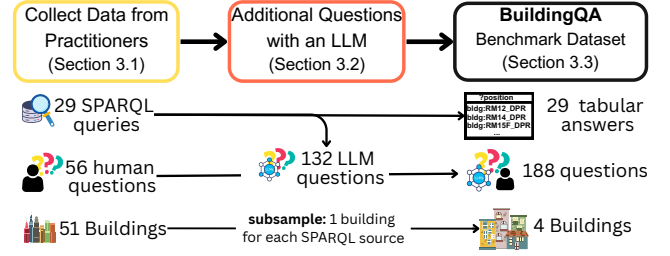 Collect Data from
Practitioners
(Section 3.1)
Additional Questions
with an LLM
(Section 3.2)
BuildingQA
Benchmark Dataset
(Section 3.3)
29 SPARQL
queries
?position
bldg:RM12_DPR
bldg:RM14_DPR
bldg:RM15F_DPR
...
29 tabular
answers
56 human
questions
132 LLM
questions
188 questions
51 Buildings
subsample: 1 building
for each SPARQL source
4 Buildings